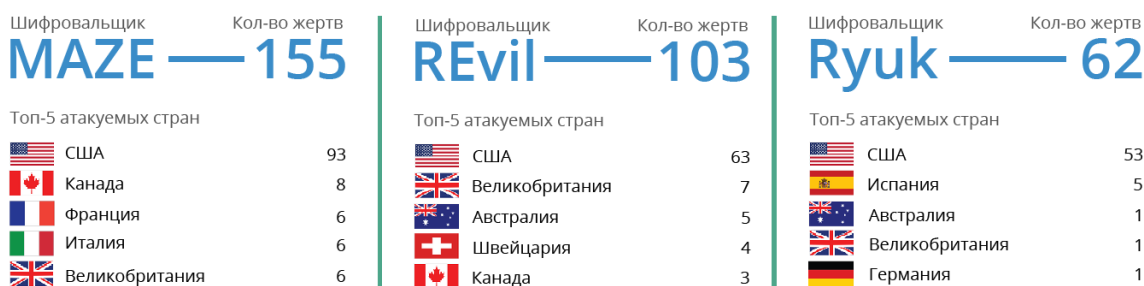 Шифровальщик Кол-во жертв
MAZE 155
Топ-5 атакуемых стран
США 93
Канада 8
Франция 6
Италия 6
Великобритания 6
Шифровальщик Кол-во жертв
REvil 103
Топ-5 атакуемых стран
США 63
Великобритания 7
Австралия 5
Швейцария 4
Канада 3
Шифровальщик Кол-во жертв
Ryuk 62
Топ-5 атакуемых стран
США 53
Испания 5
Австралия 1
Великобритания 1
Германия 1